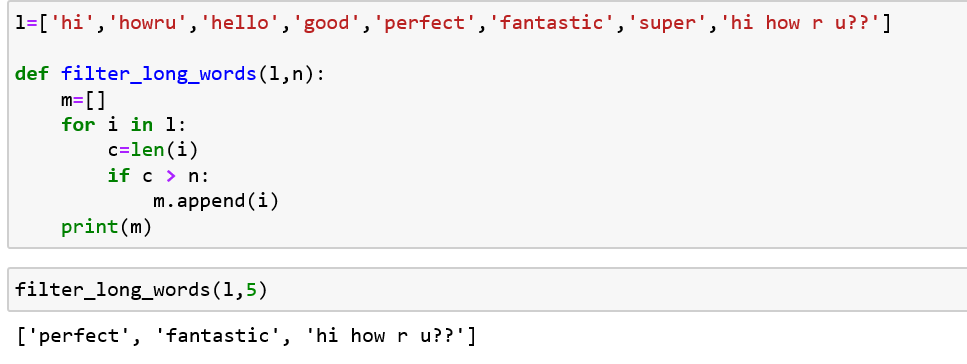 l=['hi','howru','hello','good','perfect','fantastic','super','hi how r u??']
def filter_long_words(l,n):
    m=[]
    for i in l:
        c=len(i)
        if c > n:
            m.append(i)
    print(m)
filter_long_words(l,5)
['perfect', 'fantastic', 'hi how r u??']